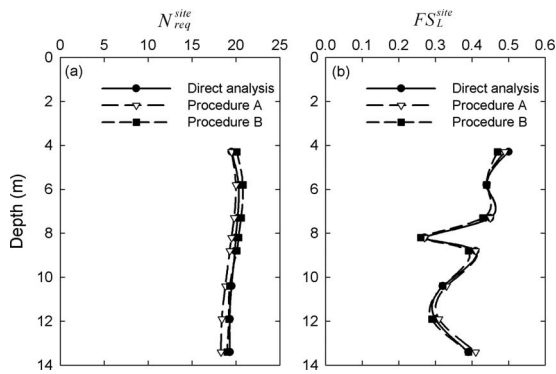 N_req^site
FS_L^site
0 5 10 15 20 25
0.0 0.1 0.2 0.3 0.4 0.5 0.6
0
2
4
6
8
10
12
14
Depth (m)
(a)
Direct analysis
Procedure A
Procedure B
(b)
Direct analysis
Procedure A
Procedure B